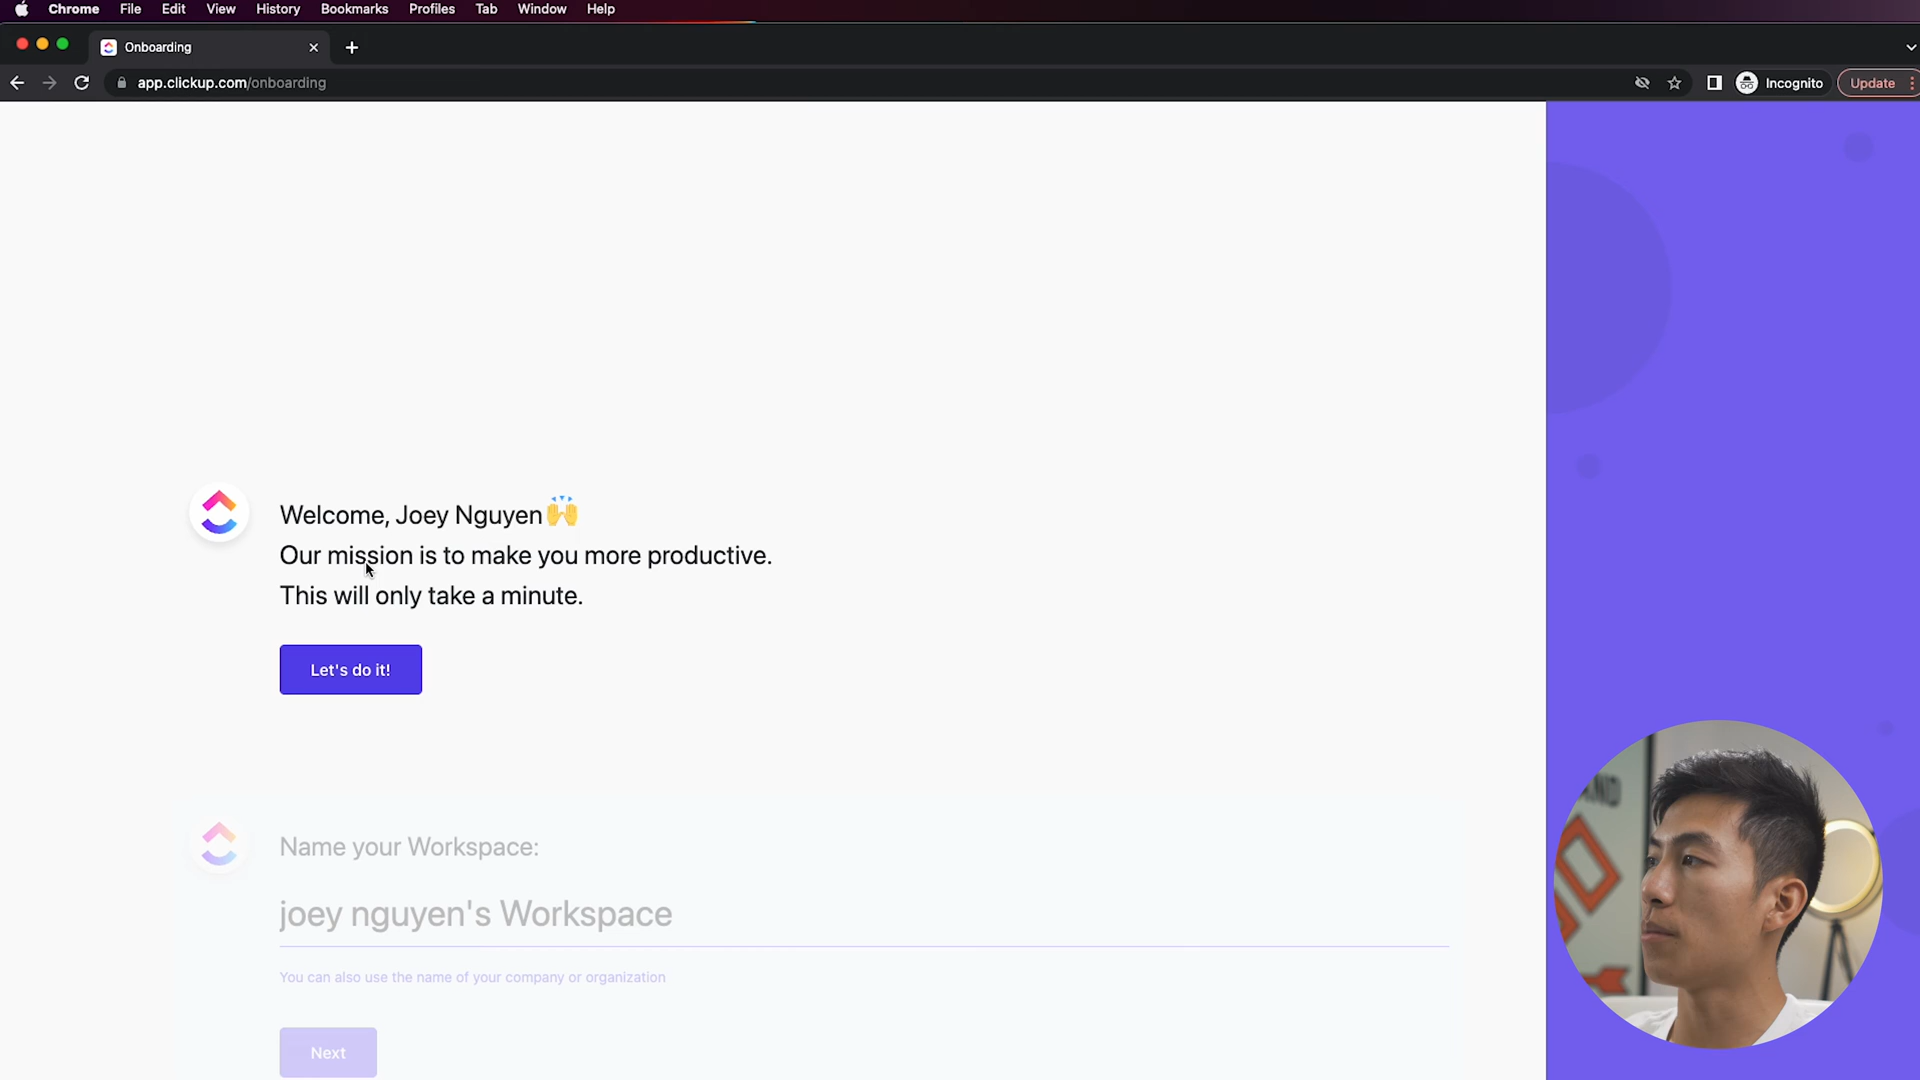 Chrome File Edit View History Bookmarks Profiles Tab Window Help
Onboarding
app.clickup.com/onboarding
Incognito
Update
Welcome, Joey Nguyen
Our mission is to make you more productive.
This will only take a minute.
Let's do it!
Name your Workspace:
joey nguyen's Workspace
You can also use the name of your company or organization
Next